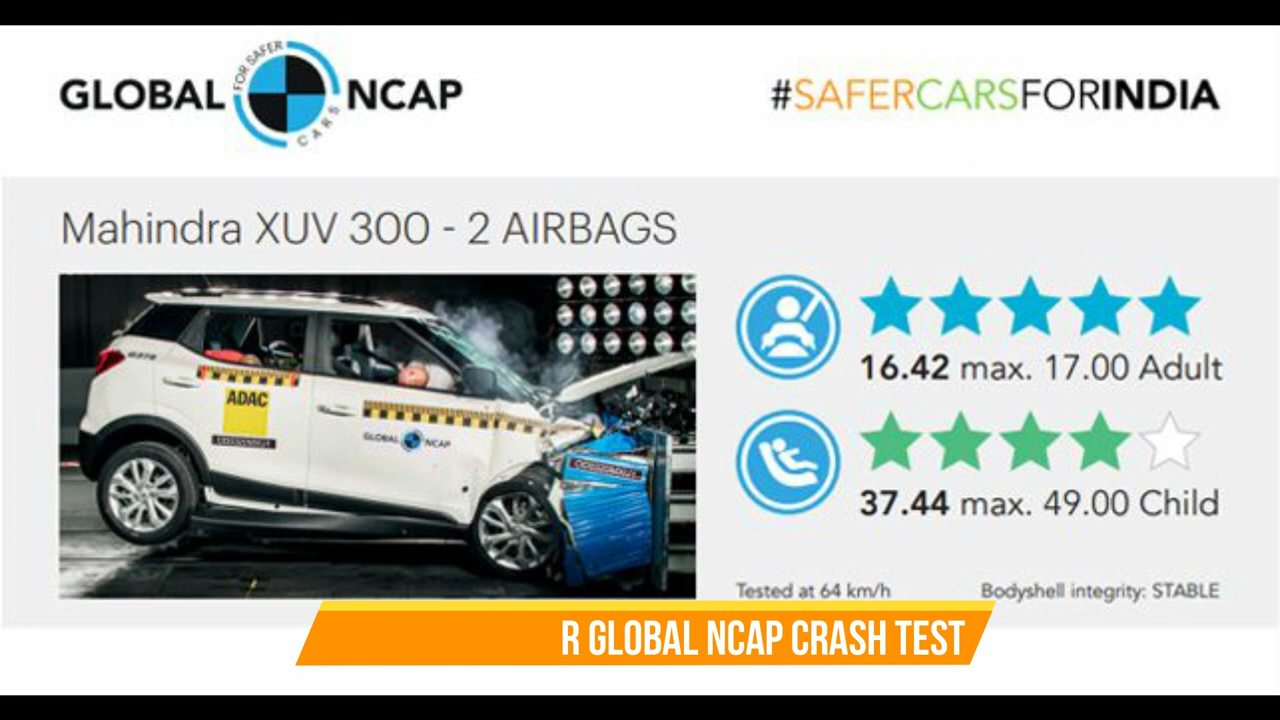 GLOBAL NCAP
FOR SAFER CARS
#SAFERCARSFORINDIA
Mahindra XUV 300 - 2 AIRBAGS
ADAC
GLOBAL NCAP
16.42 max. 17.00 Adult
37.44 max. 49.00 Child
Tested at 64 km/h
Bodyshell integrity: STABLE
R GLOBAL NCAP CRASH TEST